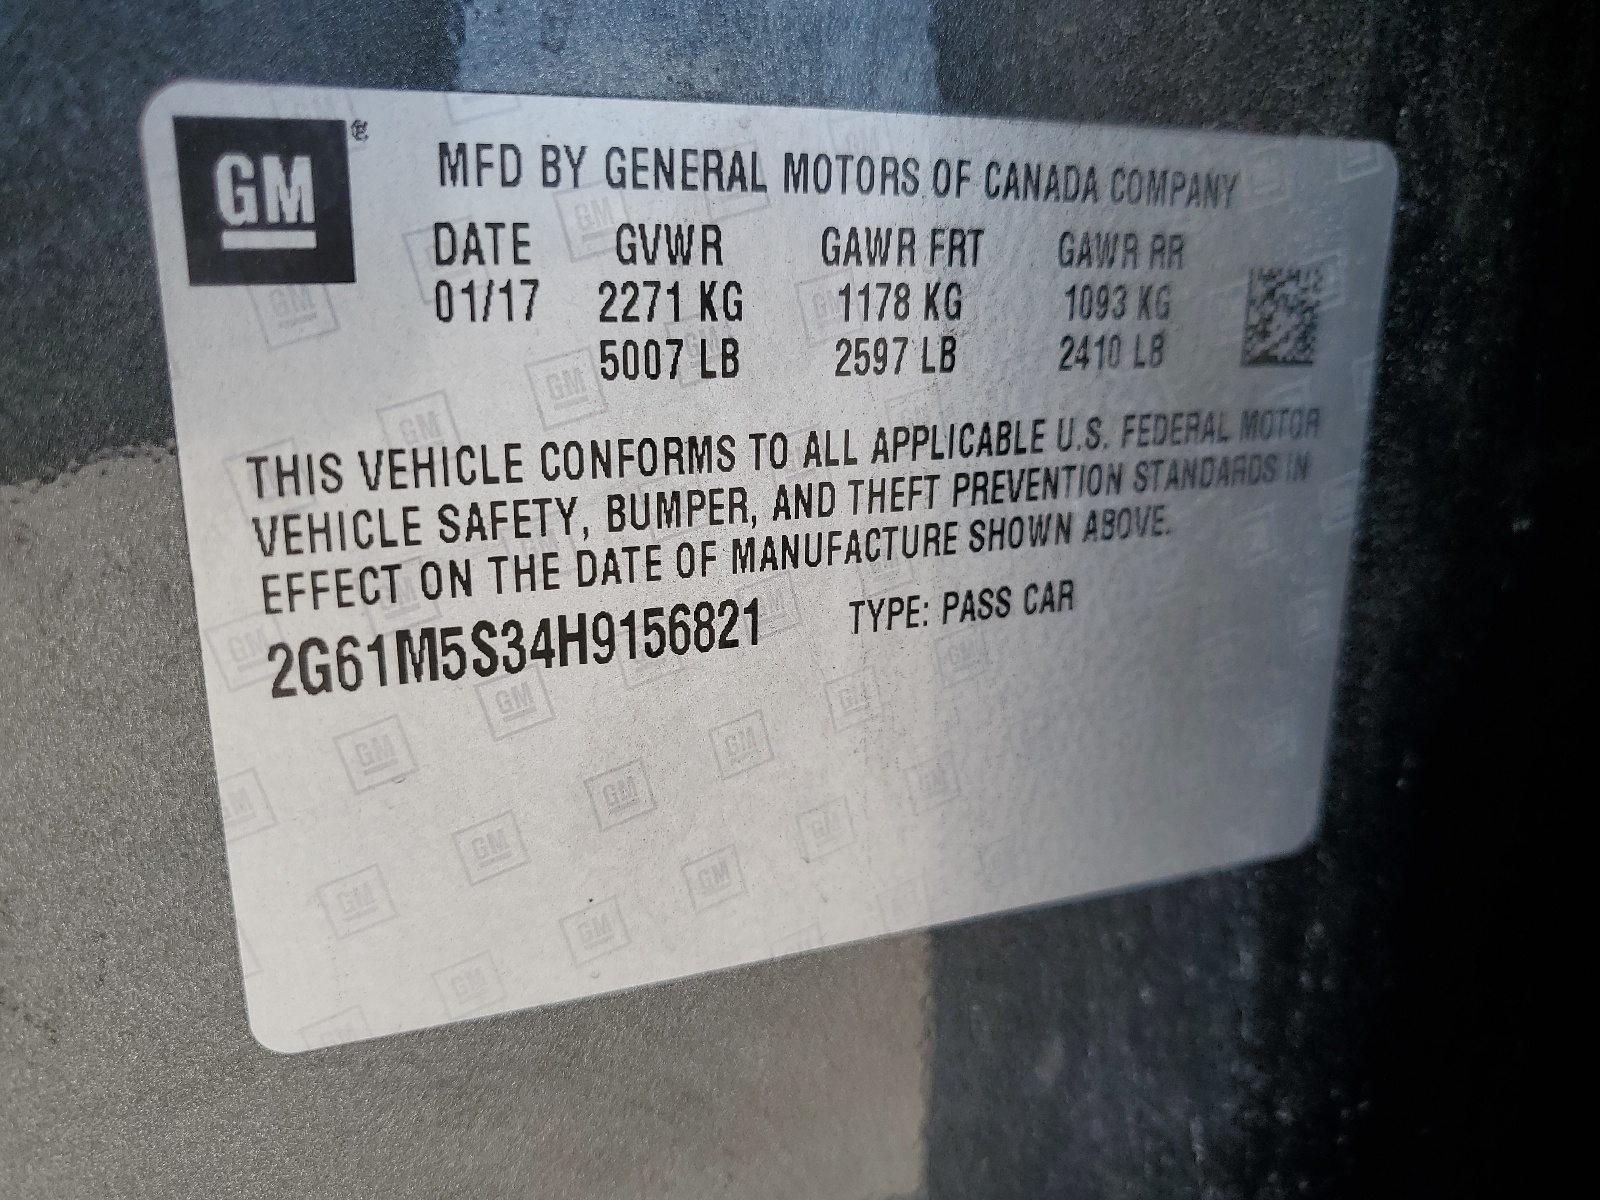 GM®
MFD BY GENERAL MOTORS OF CANADA COMPANY
DATE GVWR GAWR FRT GAWR RR
01/17 2271 KG 1178 KG 1093 KG
5007 LB 2597 LB 2410 LB
THIS VEHICLE CONFORMS TO ALL APPLICABLE U.S. FEDERAL MOTOR
VEHICLE SAFETY, BUMPER, AND THEFT PREVENTION STANDARDS IN
EFFECT ON THE DATE OF MANUFACTURE SHOWN ABOVE.
2G61M5S34H9156821 TYPE: PASS CAR